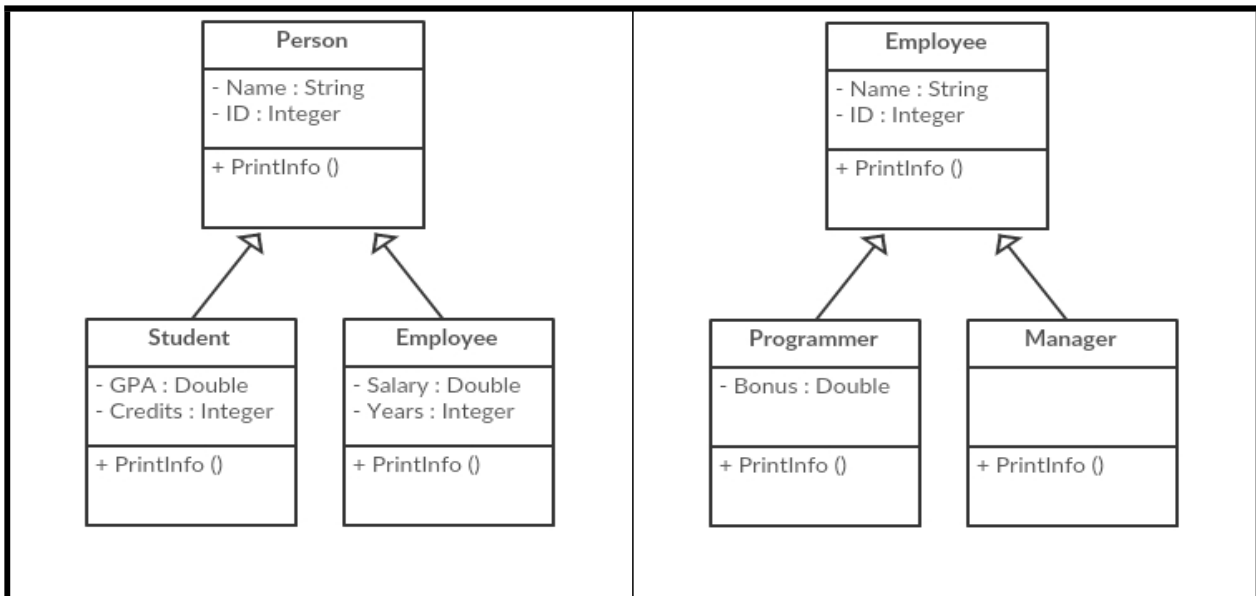 Person
- Name : String
- ID : Integer
+ PrintInfo ()
Student
- GPA : Double
- Credits : Integer
+ PrintInfo ()
Employee
- Salary : Double
- Years : Integer
+ PrintInfo ()
Employee
- Name : String
- ID : Integer
+ PrintInfo ()
Programmer
- Bonus : Double
+ PrintInfo ()
Manager
+ PrintInfo ()